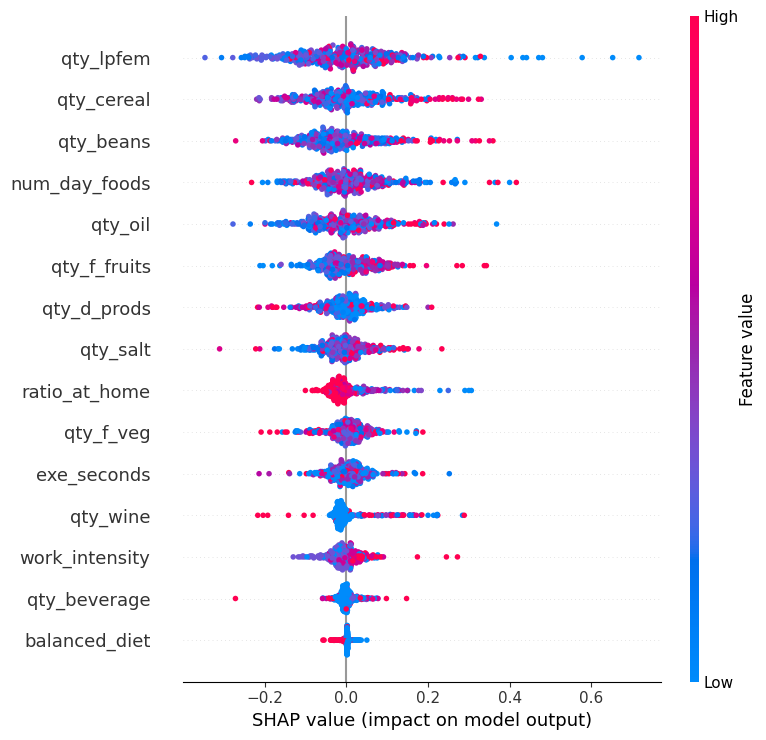 High
qty_lpfem
qty_cereal
qty_beans
num_day_foods
qty_oil
qty_f_fruits
qty_d_prods
qty_salt
ratio_at_home
qty_f_veg
exe_seconds
qty_wine
work_intensity
qty_beverage
balanced_diet
Feature value
Low
−0.2 0.0 0.2 0.4 0.6
SHAP value (impact on model output)